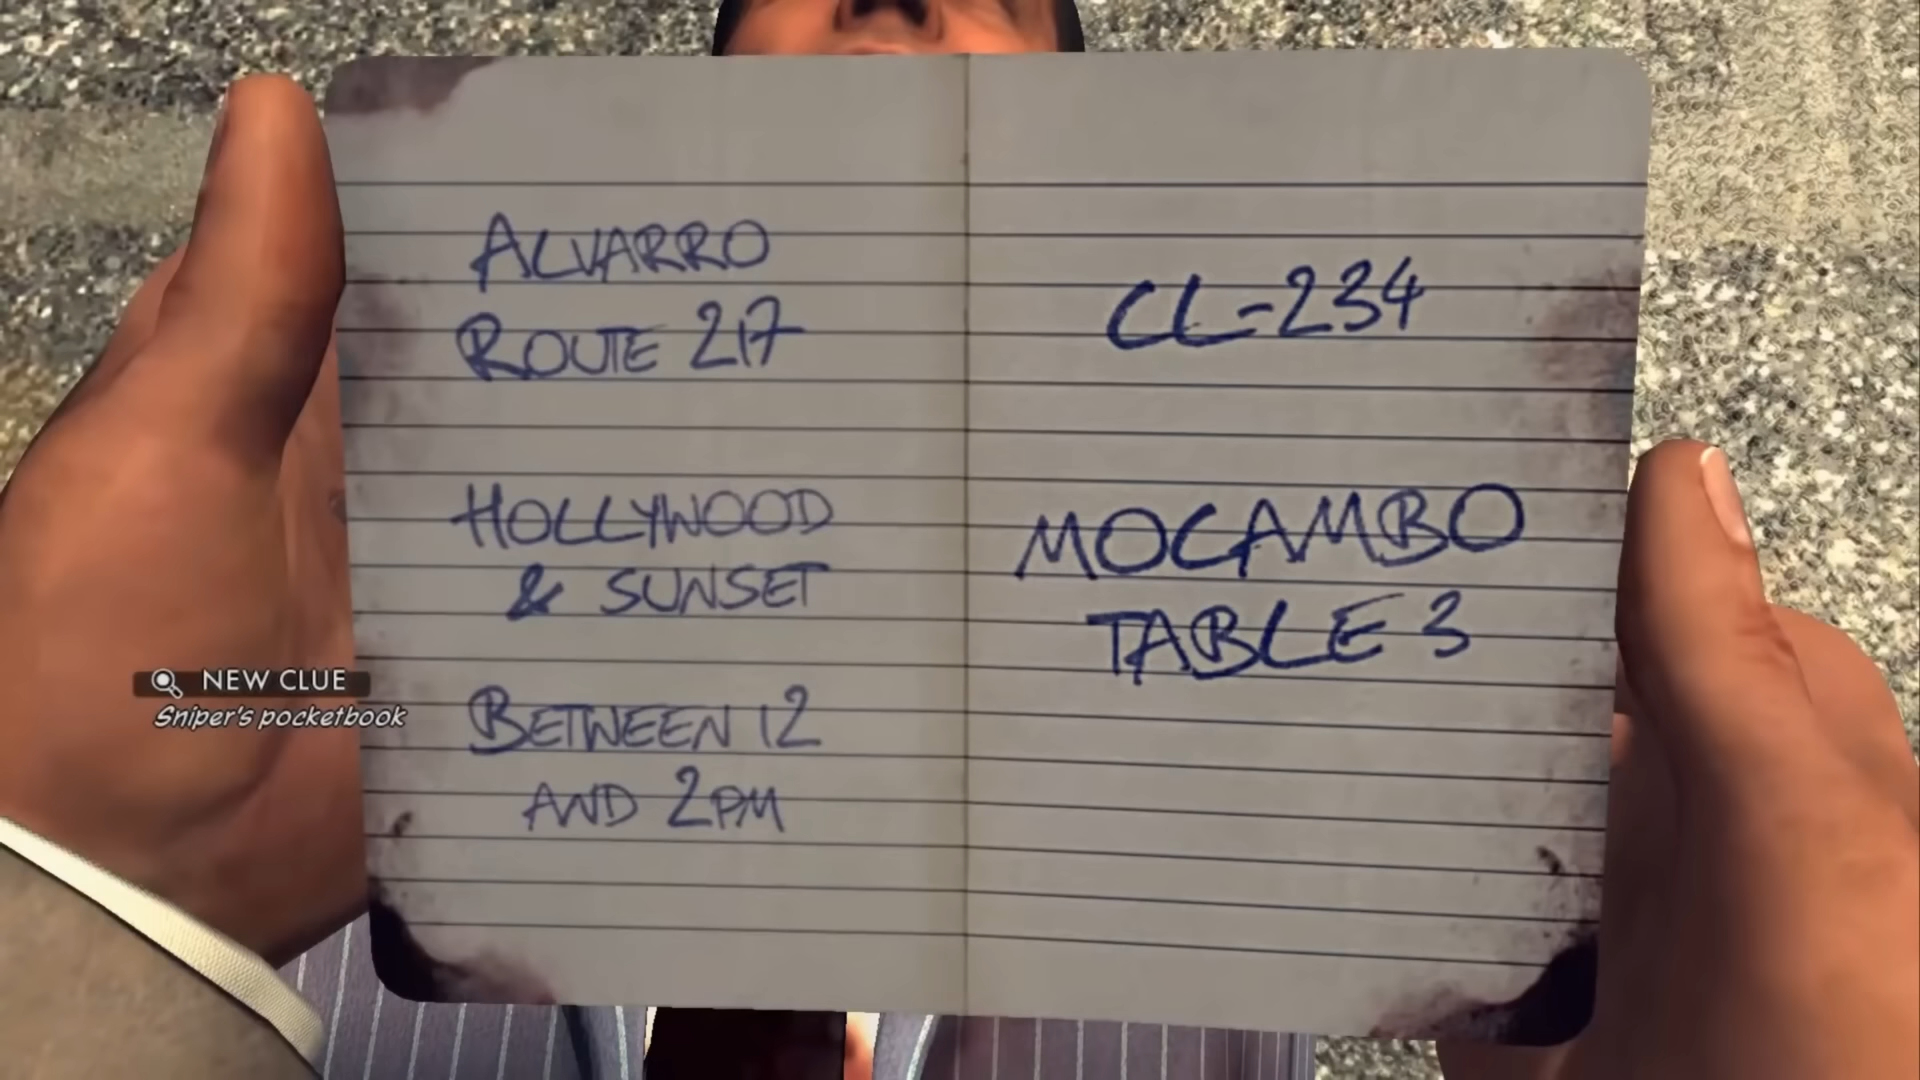 ALVARRO
ROUTE 217
HOLLYWOOD
& SUNSET
BETWEEN 12
AND 2PM
CL-234
MOCAMBO
TABLE 3
NEW CLUE
Sniper's pocketbook